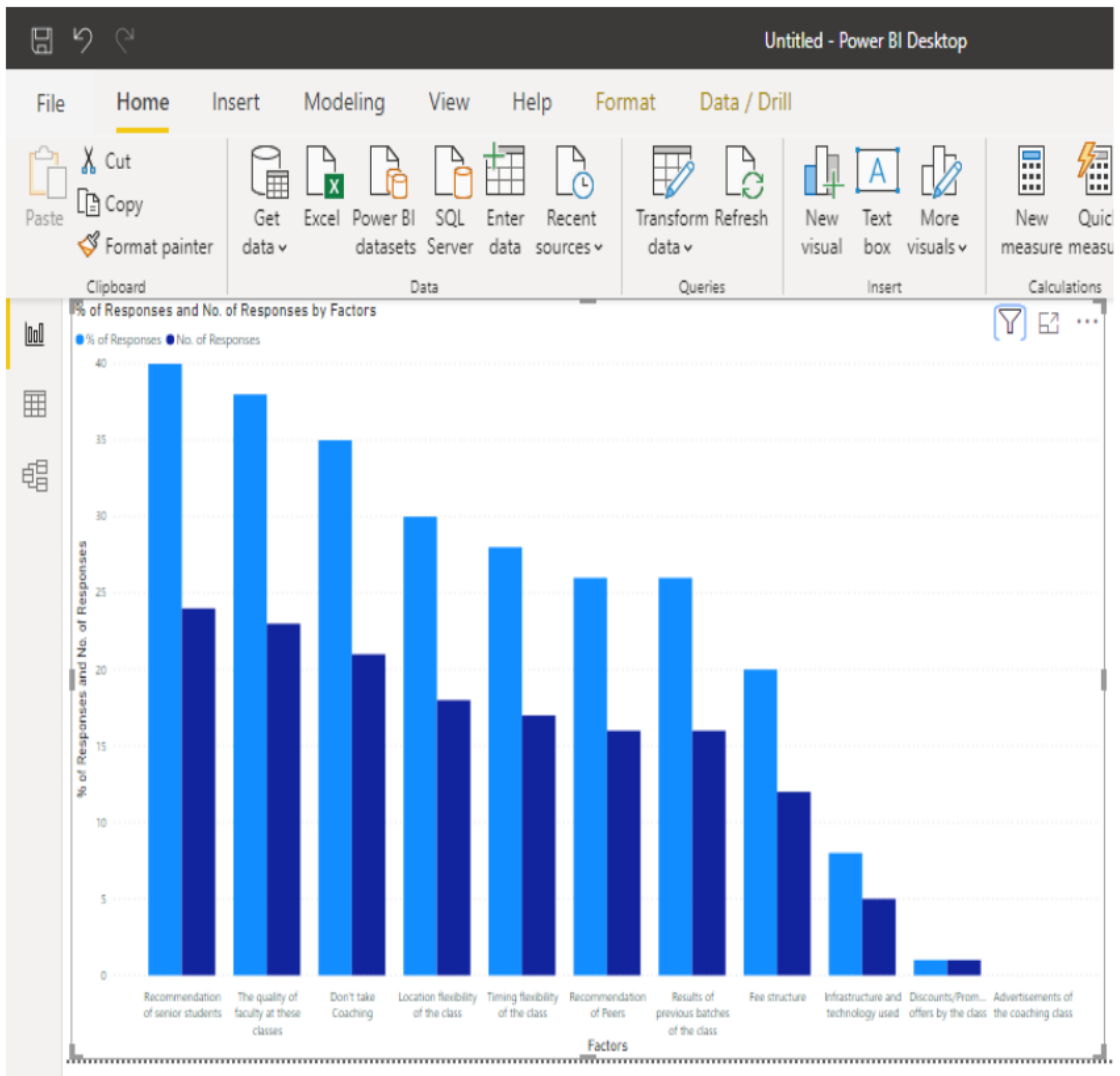 Untitled - Power BI Desktop
File Home Insert Modeling View Help Format Data / Drill
Paste
Cut
Copy
Format painter
Get data
Excel
Power BI datasets
SQL Server
Enter data
Recent sources
Transform data
Refresh
New visual
A
Text box
More visuals
New measure
Quic measu
Clipboard Data Queries Insert Calculations
% of Responses and No. of Responses by Factors
% of Responses No. of Responses
% of Responses and No. of Responses
40
35
30
25
20
15
10
5
0
Recommendation
of senior students
The quality of
faculty at these
classes
Don't take
Coaching
Location flexibility
of the class
Timing flexibility
of the class
Recommendation
of Peers
Results of
previous batches
of the class
Fee structure
Infrastructure and
technology used
Discounts/Prom...
offers by the class
Advertisements of
the coaching class
Factors